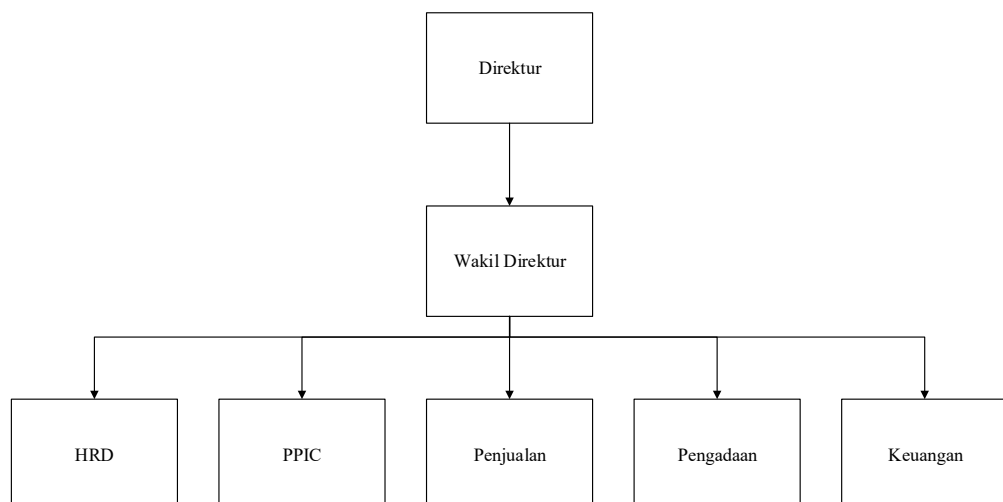 Direktur
Wakil Direktur
HRD
PPIC
Penjualan
Pengadaan
Keuangan